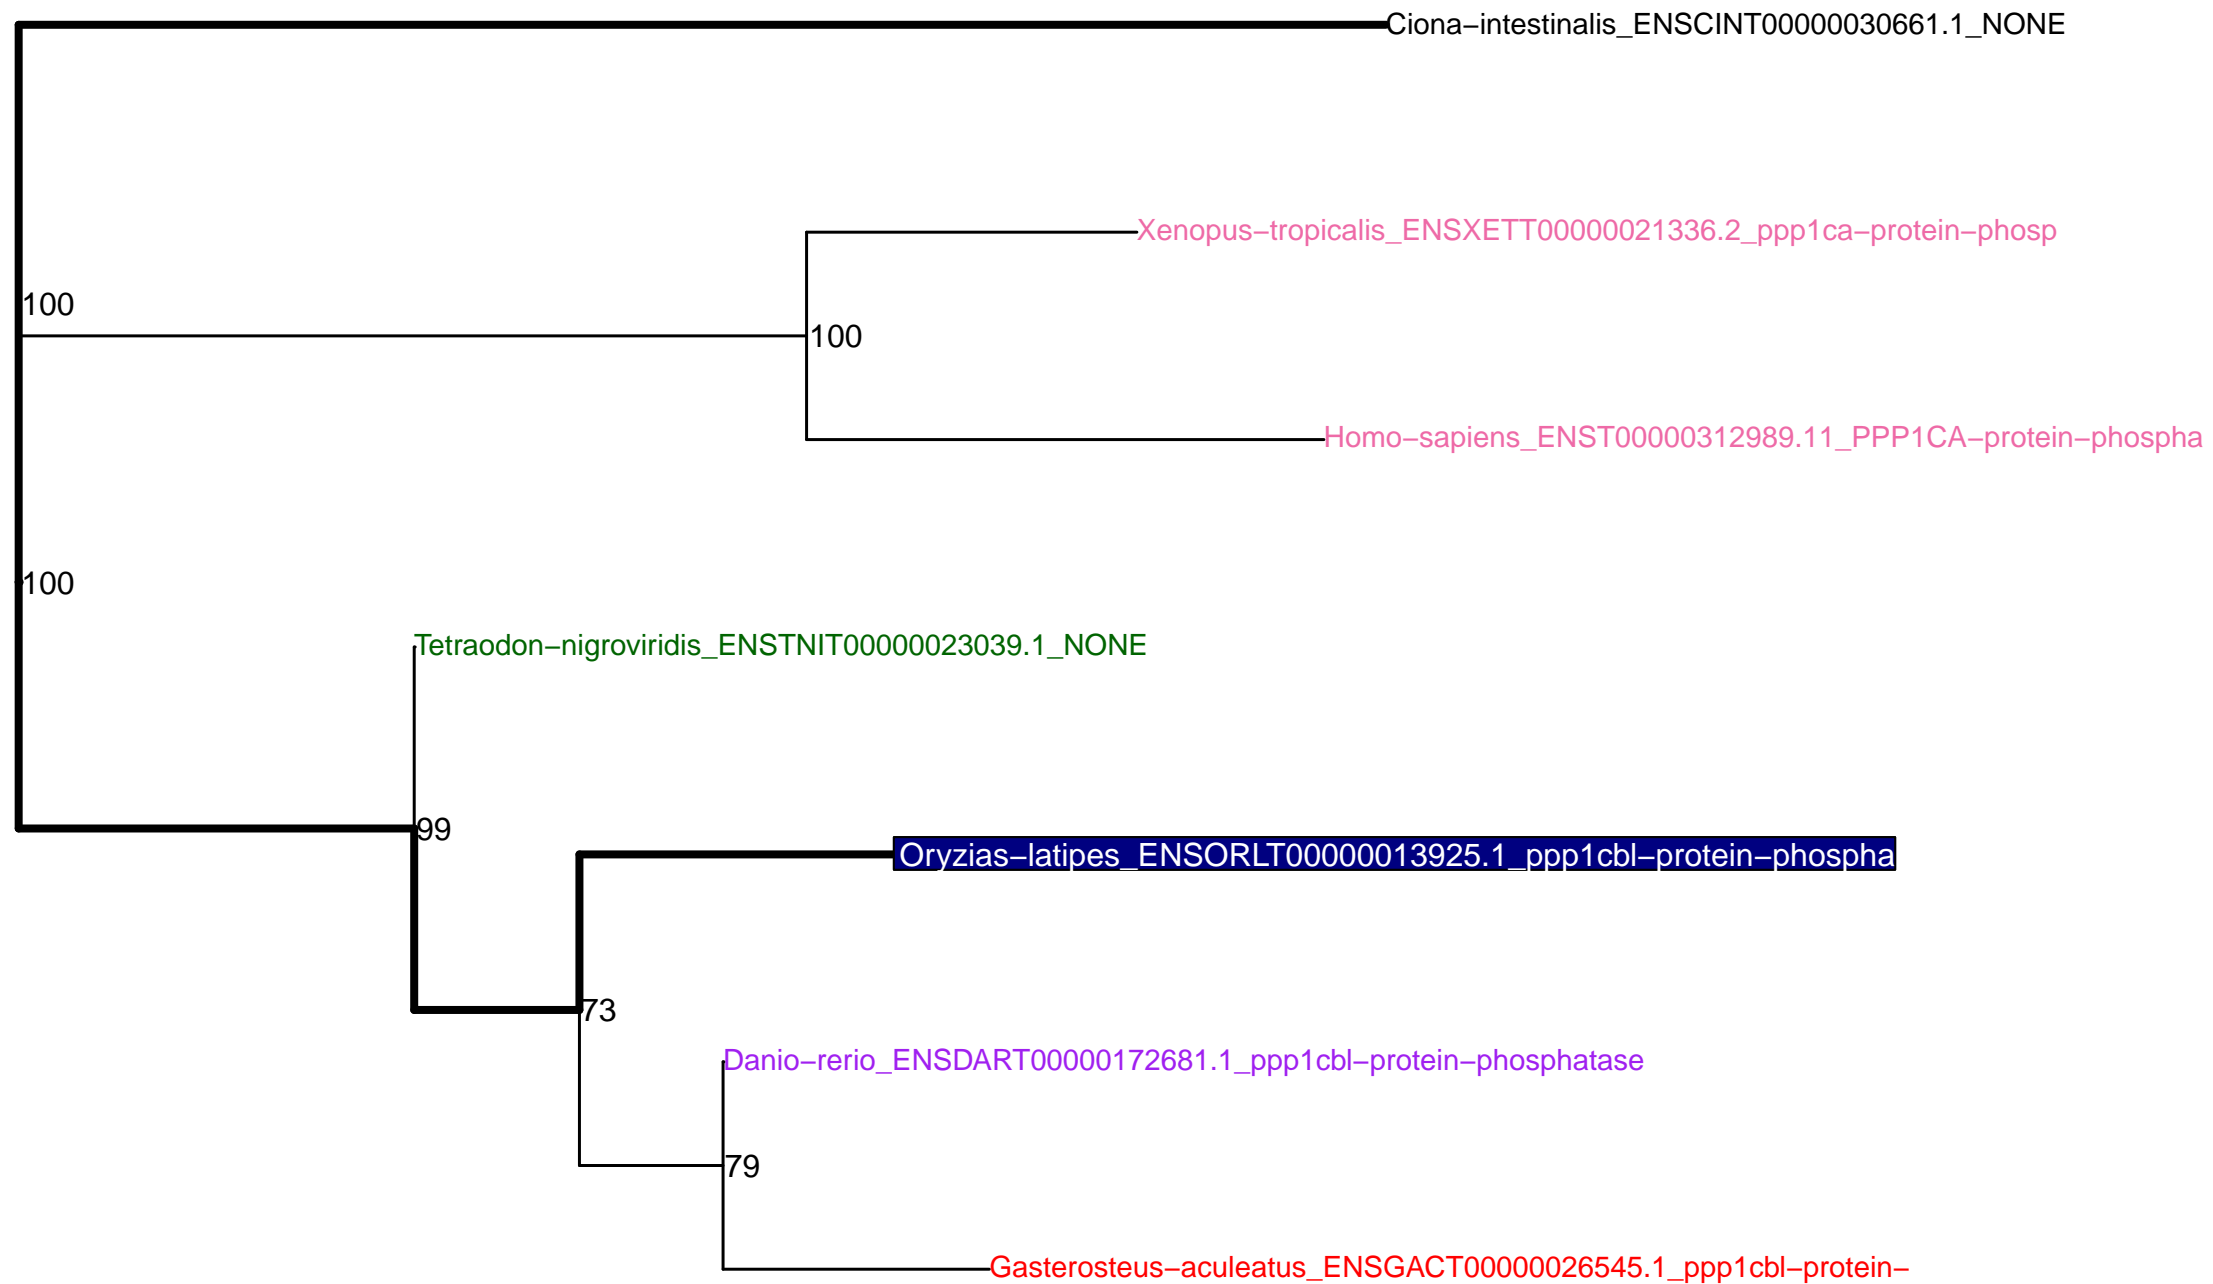 Ciona−intestinalis_ENSCINT00000030661.1_NONE
Xenopus−tropicalis_ENSXETT00000021336.2_ppp1ca−protein−phosp
100
100
Homo−sapiens_ENST00000312989.11_PPP1CA−protein−phospha
100
Tetraodon−nigroviridis_ENSTNIT00000023039.1_NONE
99
Oryzias−latipes_ENSORLT00000013925.1_ppp1cbl−protein−phospha
73
Danio−rerio_ENSDART00000172681.1_ppp1cbl−protein−phosphatase
79
Gasterosteus−aculeatus_ENSGACT00000026545.1_ppp1cbl−protein−